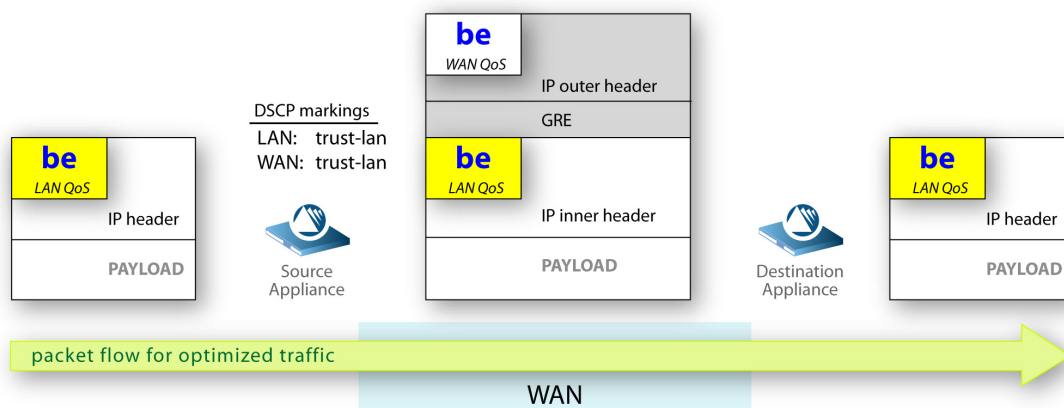 be
WAN QoS
IP outer header
GRE
DSCP markings
LAN: trust-lan
WAN: trust-lan
be
LAN QoS
IP header
PAYLOAD
Source
Appliance
be
LAN QoS
IP inner header
PAYLOAD
Destination
Appliance
be
LAN QoS
IP header
PAYLOAD
packet flow for optimized traffic
WAN